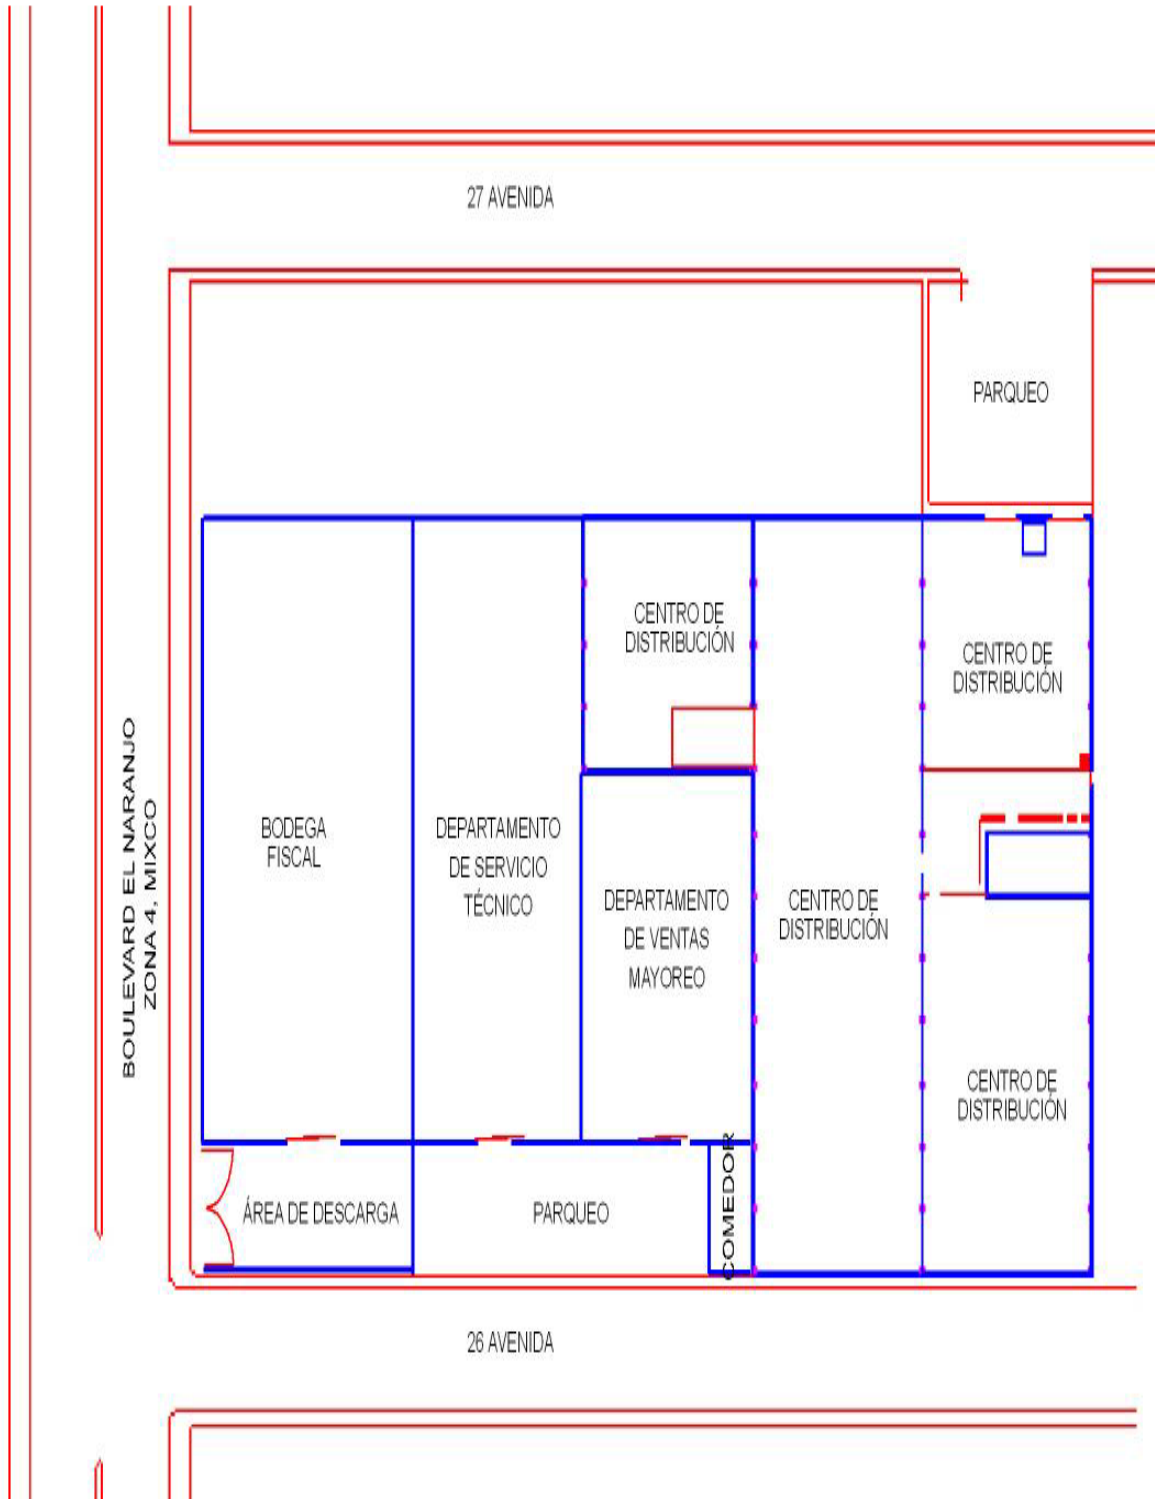 27 AVENIDA
PARQUEO
CENTRO DE
DISTRIBUCIÓN
CENTRO DE
DISTRIBUCIÓN
BOULEVARD EL NARANJO
ZONA 4, MIXCO
BODEGA
FISCAL
DEPARTAMENTO
DE SERVICIO
TÉCNICO
DEPARTAMENTO
DE VENTAS
MAYOREO
CENTRO DE
DISTRIBUCIÓN
CENTRO DE
DISTRIBUCIÓN
ÁREA DE DESCARGA
PARQUEO
COMEDOR
26 AVENIDA